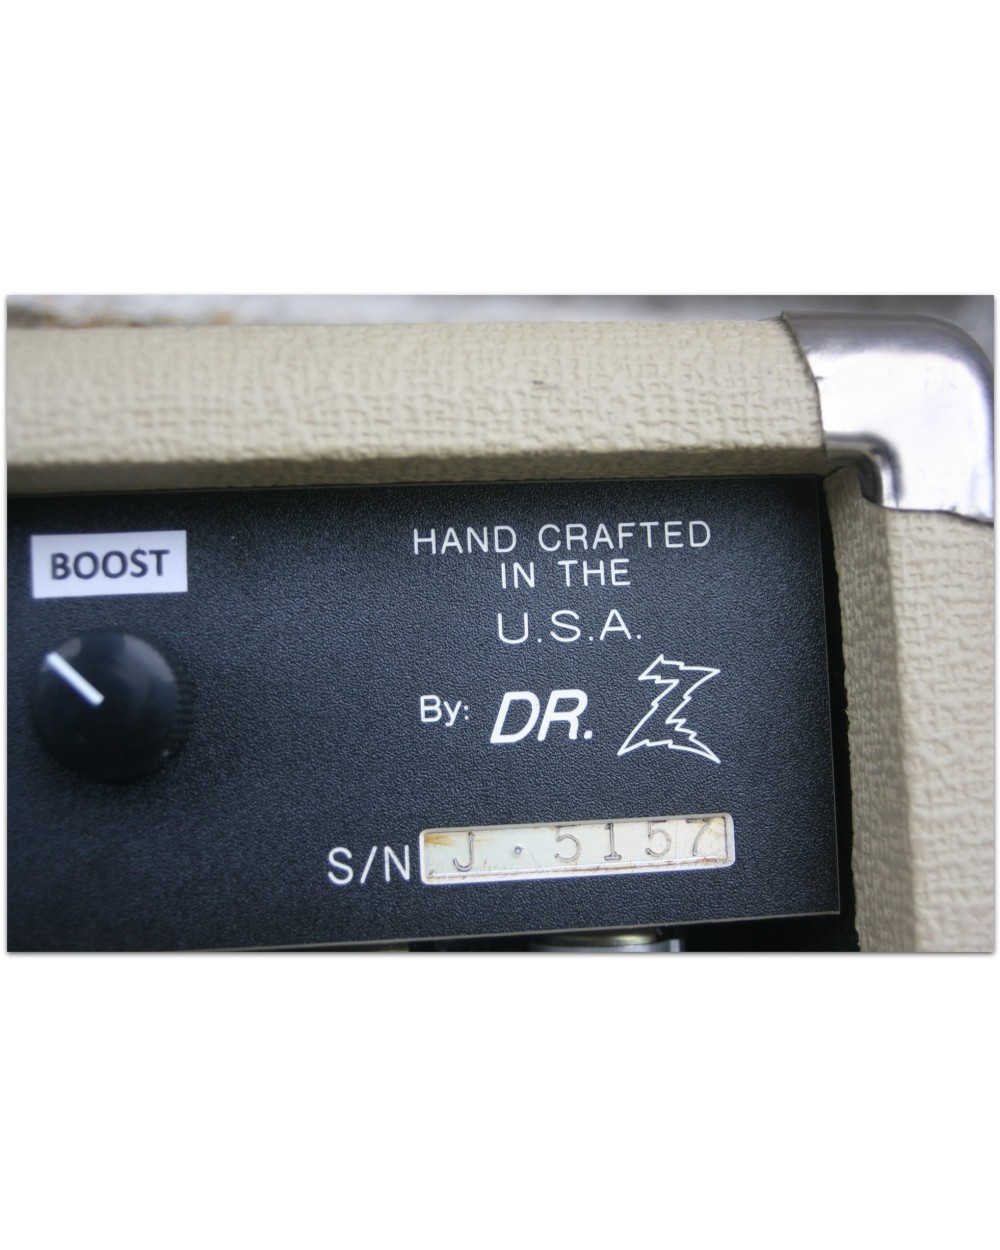 BOOST
HAND CRAFTED
IN THE
U.S.A.
By: DR. Z
S/N J.5157